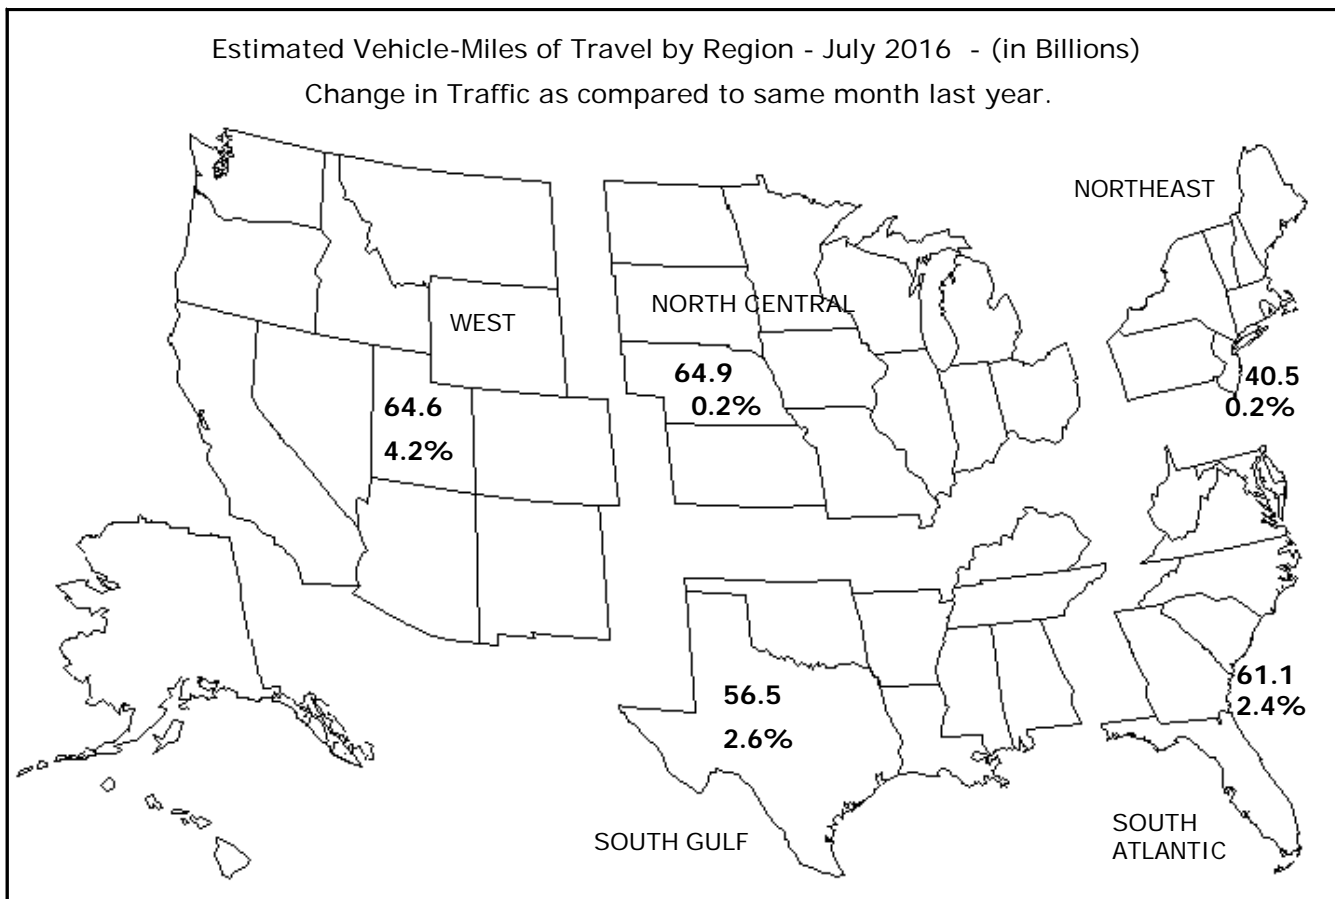 Estimated Vehicle-Miles of Travel by Region - July 2016 - (in Billions)
Change in Traffic as compared to same month last year.
NORTHEAST
WEST
NORTH CENTRAL
64.9
0.2%
40.5
0.2%
64.6
4.2%
56.5
2.6%
61.1
2.4%
SOUTH GULF
SOUTH
ATLANTIC